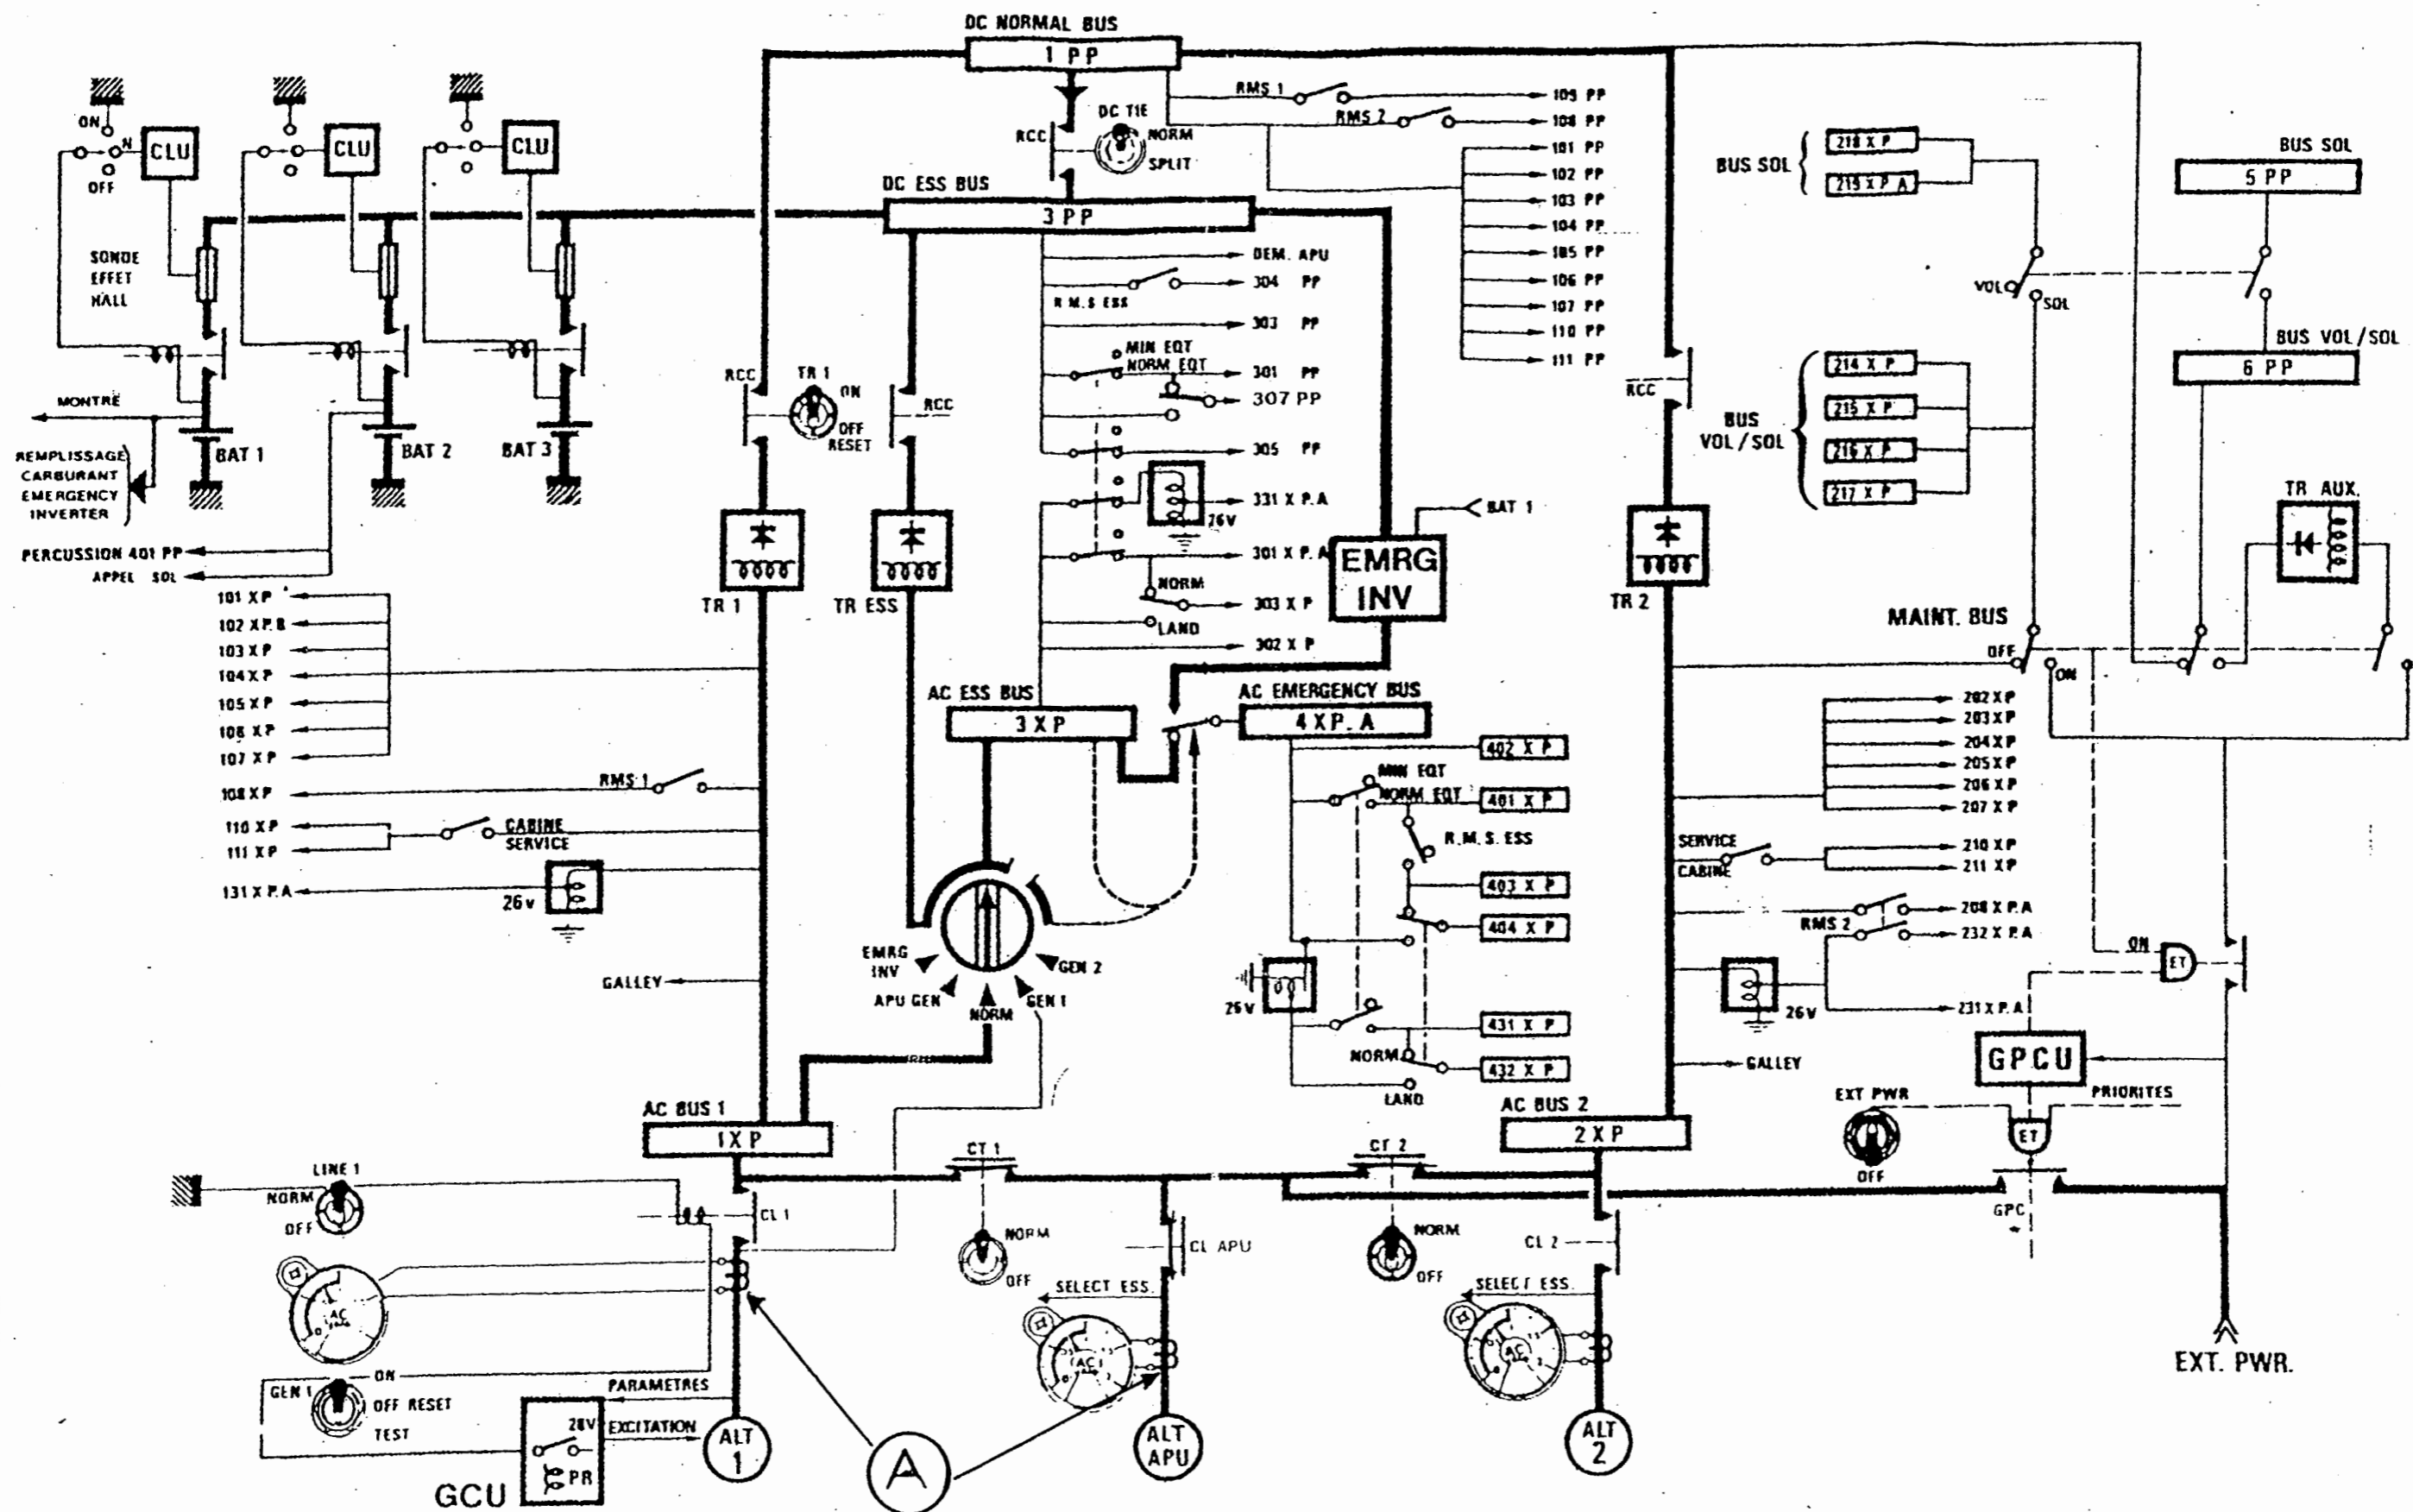 DC NORMAL BUS
1 PP
RMS 1
109 PP
RMS 2
108 PP
DC TIE
RCC
NORM
SPLIT
101 PP
102 PP
103 PP
104 PP
105 PP
106 PP
107 PP
110 PP
111 PP
ON
N
OFF
CLU
CLU
CLU
DC ESS BUS
3 PP
SONDE
EFFET
HALL
DEM. APU
304 PP
R.M.S ESS
303 PP
MIN EQT
NORM EQT
301 PP
307 PP
305 PP
331 X P.A
26v
301 X P.A
NORM
303 X P
LAND
302 X P
BUS SOL
218 X P
219 X P A
BUS SOL
5 PP
VOL
SOL
BUS VOL/SOL
6 PP
BUS
VOL/SOL
214 X P
215 X P
216 X P
217 X P
RCC
TR 1
ON
OFF
RESET
RCC
RCC
MONTRE
BAT 1
BAT 2
BAT 3
REMPLISSAGE
CARBURANT
EMERGENCY
INVERTER
PERCUSSION 401 PP
APPEL SOL
101 X P
102 X P.B
103 X P
104 X P
105 X P
106 X P
107 X P
RMS 1
108 X P
110 X P
111 X P
CABINE
SERVICE
131 X P.A
26v
TR 1
TR ESS
BAT 1
EMRG
INV
TR 2
TR AUX.
MAINT. BUS
OFF
ON
AC ESS BUS
3 X P
AC EMERGENCY BUS
4 X P. A
402 X P
MIN EQT
NORM EQT
401 X P
R.M.S. ESS
403 X P
404 X P
26V
431 X P
NORM
432 X P
LAND
202 X P
203 X P
204 X P
205 X P
206 X P
207 X P
SERVICE
CABINE
210 X P
211 X P
208 X P.A
RMS 2
232 X P.A
26V
231 X P.A
GALLEY
ON
ET
GPCU
EXT PWR
PRIORITES
ET
OFF
GPC
*
EMRG
INV
APU GEN
NORM
GEN 1
GEN 2
GALLEY
AC BUS 1
1 X P
AC BUS 2
2 X P
LINE 1
NORM
OFF
CL 1
CT 1
NORM
OFF
CL APU
CT 2
NORM
OFF
CL 2
SELECT ESS.
SELECT ESS.
AC
AC
AC
EXT. PWR.
GEN 1
ON
OFF RESET
TEST
PARAMETRES
28V
EXCITATION
PR
GCU
ALT
1
A
ALT
APU
ALT
2